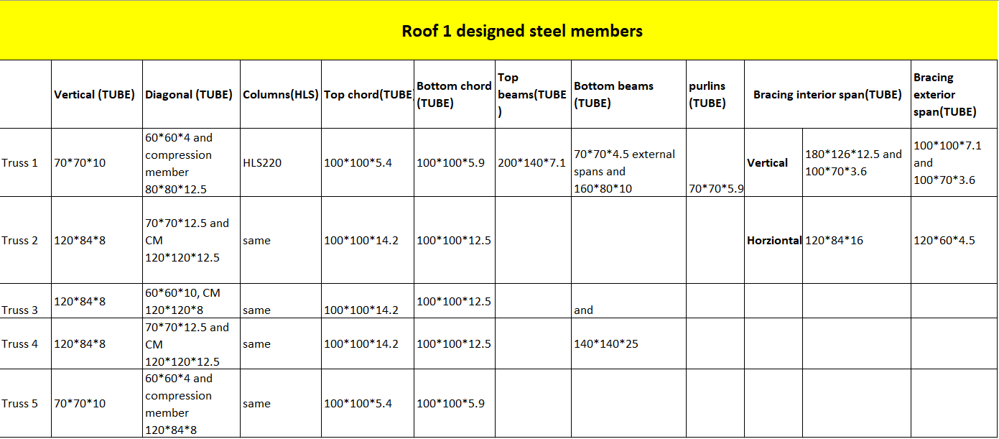 Roof 1 designed steel members
Vertical (TUBE)
Diagonal (TUBE)
Columns(HLS)
Top chord(TUBE
Bottom chord
(TUBE)
Top
beams(TUBE
)
Bottom beams
(TUBE)
purlins
(TUBE)
Bracing interior span(TUBE)
Bracing
exterior
span(TUBE)
Truss 1
70*70*10
60*60*4 and
compression
member
80*80*12.5
HLS220
100*100*5.4
100*100*5.9
200*140*7.1
70*70*4.5 external
spans and
160*80*10
70*70*5.9
Vertical
180*126*12.5 and
100*70*3.6
100*100*7.1
and
100*70*3.6
Truss 2
120*84*8
70*70*12.5 and
CM
120*120*12.5
same
100*100*14.2
100*100*12.5
Horziontal
120*84*16
120*60*4.5
Truss 3
120*84*8
60*60*10, CM
120*120*8
same
100*100*14.2
100*100*12.5
and
Truss 4
120*84*8
70*70*12.5 and
CM
120*120*12.5
same
100*100*14.2
100*100*12.5
140*140*25
Truss 5
70*70*10
60*60*4 and
compression
member
120*84*8
same
100*100*5.4
100*100*5.9